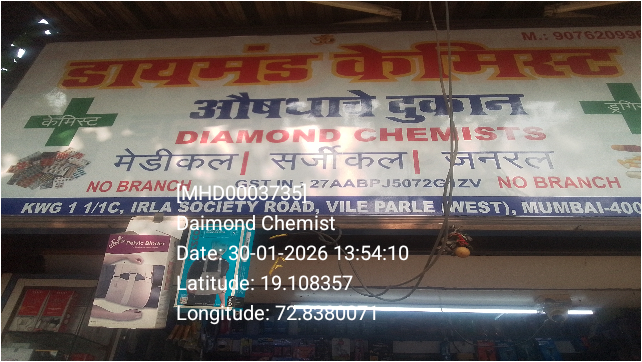 ॐ
M.: 907620996
डायमंड केमिस्ट
केमिस्ट
औषधाचे दुकान
DIAMOND CHEMISTS
मेडीकल | सर्जीकल | जनरल
NO BRANCH
27AABPJ5072G1ZV
NO BRANCH
KWG 1 1/1C, IRLA SOCIETY ROAD, VILE PARLE (WEST), MUMBAI-400
Pelvic Binder
[MHD0003735]
Daimond Chemist
Date: 30-01-2026 13:54:10
Latitude: 19.108357
Longitude: 72.8380071